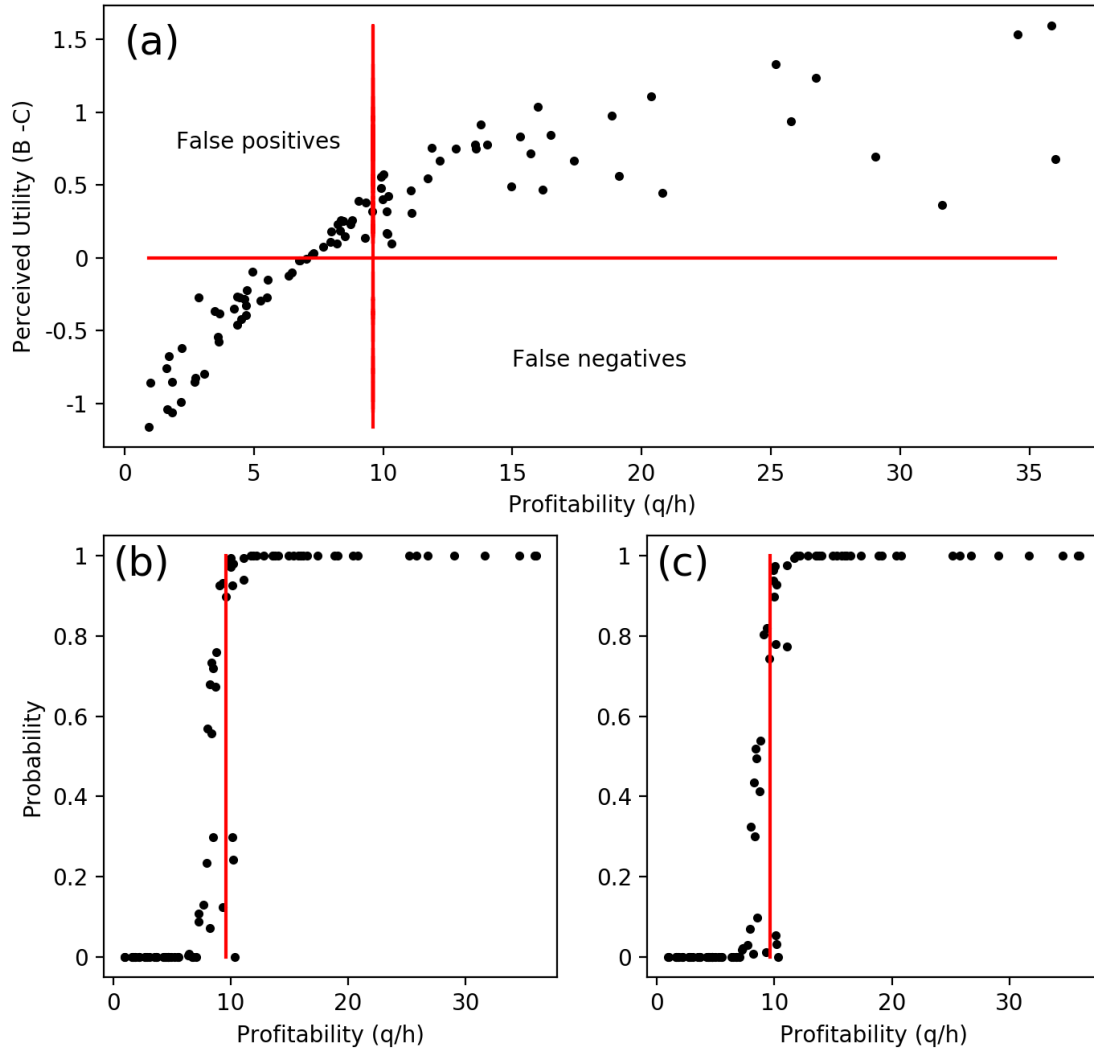 (a)
False positives
False negatives
Perceived Utility (B -C)
1.5
1
0.5
0
-0.5
-1
0 5 10 15 20 25 30 35
Profitability (q/h)
(b)
Probability
1
0.8
0.6
0.4
0.2
0
0 10 20 30
Profitability (q/h)
(c)
1
0.8
0.6
0.4
0.2
0
0 10 20 30
Profitability (q/h)